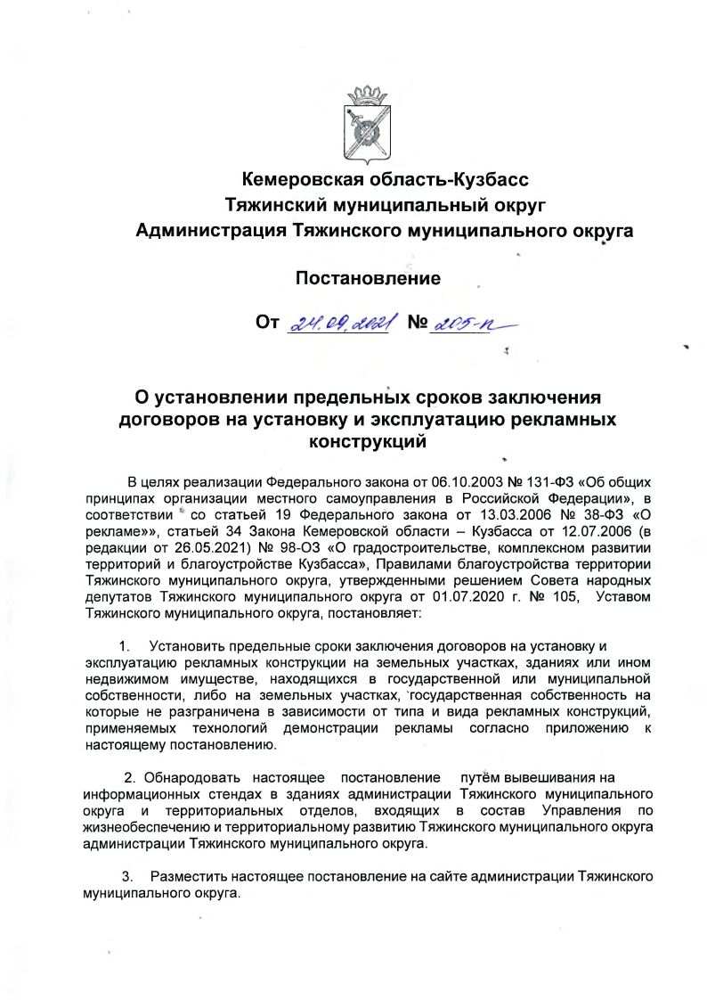 Кемеровская область-Кузбасс
Тяжинский муниципальный округ
Администрация Тяжинского муниципального округа
Постановление
От 24.09.2021 № 205-п
О установлении предельных сроков заключения
договоров на установку и эксплуатацию рекламных
конструкций
В целях реализации Федерального закона от 06.10.2003 № 131-ФЗ «Об общих
принципах организации местного самоуправления в Российской Федерации», в
соответствии со статьей 19 Федерального закона от 13.03.2006 № 38-ФЗ «О
рекламе»», статьей 34 Закона Кемеровской области – Кузбасса от 12.07.2006 (в
редакции от 26.05.2021) № 98-ОЗ «О градостроительстве, комплексном развитии
территорий и благоустройстве Кузбасса», Правилами благоустройства территории
Тяжинского муниципального округа, утвержденными решением Совета народных
депутатов Тяжинского муниципального округа от 01.07.2020 г. № 105, Уставом
Тяжинского муниципального округа, постановляет:
1. Установить предельные сроки заключения договоров на установку и
эксплуатацию рекламных конструкции на земельных участках, зданиях или ином
недвижимом имуществе, находящихся в государственной или муниципальной
собственности, либо на земельных участках, государственная собственность на
которые не разграничена в зависимости от типа и вида рекламных конструкций,
применяемых технологий демонстрации рекламы согласно приложению к
настоящему постановлению.
2. Обнародовать настоящее постановление путём вывешивания на
информационных стендах в зданиях администрации Тяжинского муниципального
округа и территориальных отделов, входящих в состав Управления по
жизнеобеспечению и территориальному развитию Тяжинского муниципального округа
администрации Тяжинского муниципального округа.
3. Разместить настоящее постановление на сайте администрации Тяжинского
муниципального округа.